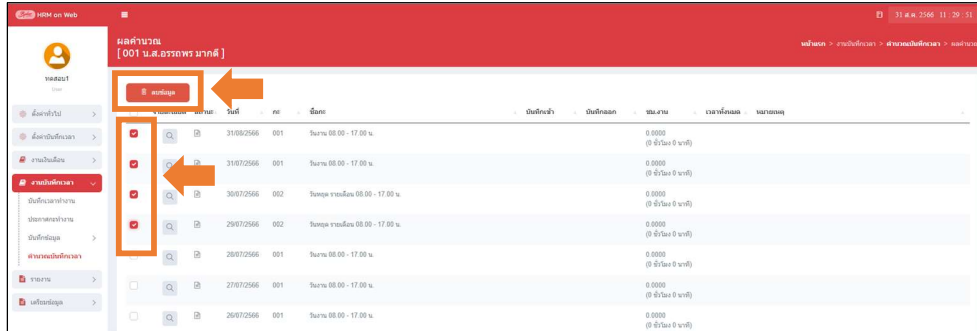 HRM on Web
31 ส.ค. 2566 11 : 29 : 51
ผลคำนวณ
[ 001 น.ส.อรรถพร มากดี ]
หน้าแรก > งานบันทึกเวลา > คำนวณบันทึกเวลา > ผลคำนวณ
ทดสอบ1
User
ลบข้อมูล
ตั้งค่าทั่วไป
ตั้งค่าบันทึกเวลา
งานเงินเดือน
งานบันทึกเวลา
บันทึกเวลาทำงาน
ประกาศกะทำงาน
บันทึกข้อมูล
คำนวณบันทึกเวลา
รายงาน
เตรียมข้อมูล
วันที่ กะ ชื่อกะ บันทึกเข้า บันทึกออก ชม.งาน เวลาทั้งหมด หมายเหตุ
31/08/2566 001 วันงาน 08.00 - 17.00 น. 0.0000
(0 ชั่วโมง 0 นาที)
31/07/2566 001 วันงาน 08.00 - 17.00 น. 0.0000
(0 ชั่วโมง 0 นาที)
30/07/2566 002 วันหยุด รายเดือน 08.00 - 17.00 น. 0.0000
(0 ชั่วโมง 0 นาที)
29/07/2566 002 วันหยุด รายเดือน 08.00 - 17.00 น. 0.0000
(0 ชั่วโมง 0 นาที)
28/07/2566 001 วันงาน 08.00 - 17.00 น. 0.0000
(0 ชั่วโมง 0 นาที)
27/07/2566 001 วันงาน 08.00 - 17.00 น. 0.0000
(0 ชั่วโมง 0 นาที)
26/07/2566 001 วันงาน 08.00 - 17.00 น. 0.0000
(0 ชั่วโมง 0 นาที)